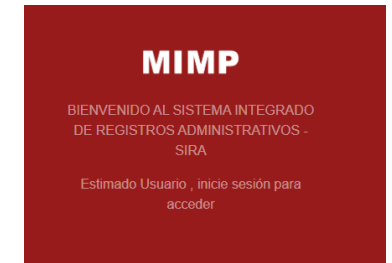 MIMP
BIENVENIDO AL SISTEMA INTEGRADO
DE REGISTROS ADMINISTRATIVOS -
SIRA
Estimado Usuario , inicie sesión para
acceder